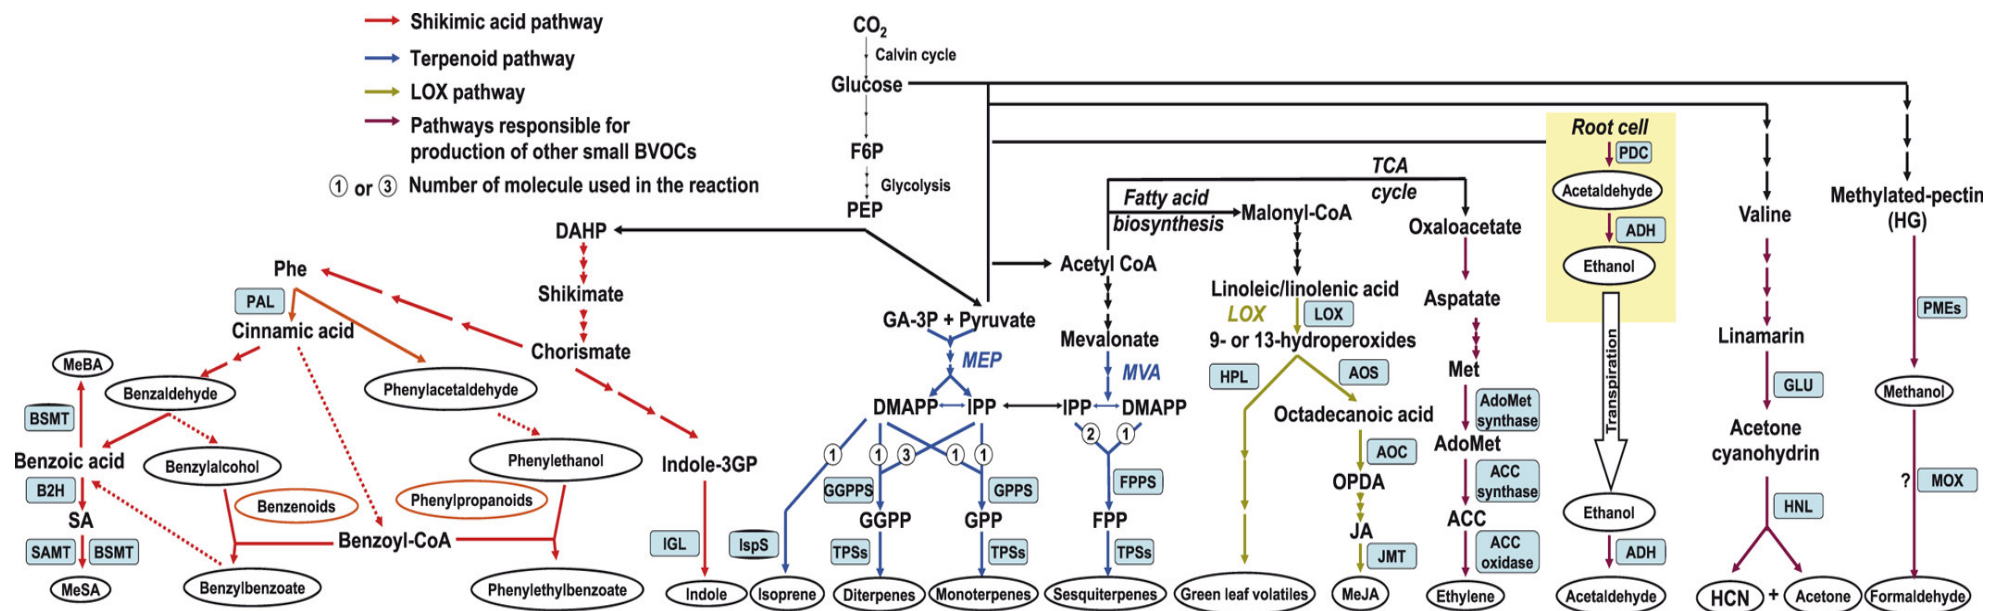 Shikimic acid pathway
Terpenoid pathway
LOX pathway
Pathways responsible for
production of other small BVOCs
1 or 3 Number of molecule used in the reaction
CO2
Calvin cycle
Glucose
F6P
Glycolysis
PEP
DAHP
Shikimate
Chorismate
Phe
PAL
Cinnamic acid
MeBA
Benzaldehyde
Phenylacetaldehyde
BSMT
Benzoic acid
Benzylalcohol
Phenylethanol
B2H
Benzenoids
Phenylpropanoids
SA
Benzoyl-CoA
SAMT
BSMT
MeSA
Benzylbenzoate
Phenylethylbenzoate
Indole-3GP
IGL
Indole
GA-3P + Pyruvate
MEP
DMAPP
IPP
1
1
3
1
1
GGPPS
GPPS
GGPP
GPP
IspS
TPSs
TPSs
Isoprene
Diterpenes
Monoterpenes
Acetyl CoA
Mevalonate
MVA
IPP
DMAPP
2
1
FPPS
FPP
TPSs
Sesquiterpenes
Fatty acid
biosynthesis
Malonyl-CoA
Linoleic/linolenic acid
LOX
LOX
9- or 13-hydroperoxides
HPL
AOS
Octadecanoic acid
AOC
OPDA
JA
JMT
Green leaf volatiles
MeJA
TCA
cycle
Oxaloacetate
Aspatate
Met
AdoMet
synthase
AdoMet
ACC
synthase
ACC
ACC
oxidase
Ethylene
Root cell
PDC
Acetaldehyde
ADH
Ethanol
Transpiration
Ethanol
ADH
Acetaldehyde
Valine
Linamarin
GLU
Acetone
cyanohydrin
HNL
HCN + Acetone
Methylated-pectin
(HG)
PMEs
Methanol
? MOX
Formaldehyde